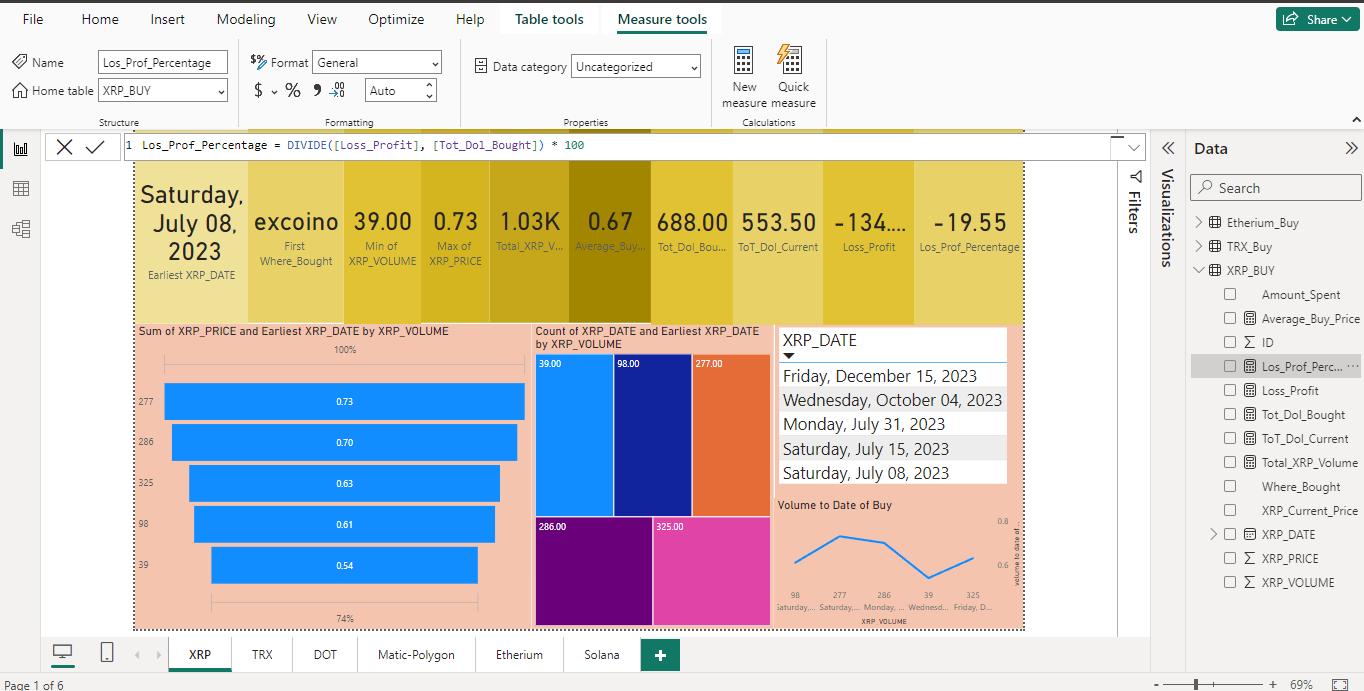 File Home Insert Modeling View Optimize Help Table tools Measure tools Share
Name Los_Prof_Percentage
Home table XRP_BUY
Structure
$% Format General
$ % 9 .00 Auto
Formatting
Data category Uncategorized
Properties
New measure
Quick measure
Calculations
1 Los_Prof_Percentage = DIVIDE([Loss_Profit], [Tot_Dol_Bought]) * 100
Saturday,
July 08,
2023
Earliest XRP_DATE
excoino
First
Where_Bought
39.00
Min of
XRP_VOLUME
0.73
Max of
XRP_PRICE
1.03K
Total_XRP_V...
0.67
Average_Buy...
688.00
Tot_Dol_Bou...
553.50
ToT_Dol_Current
-134....
Loss_Profit
-19.55
Los_Prof_Percentage
Sum of XRP_PRICE and Earliest XRP_DATE by XRP_VOLUME
100%
277 0.73
286 0.70
325 0.63
98 0.61
39 0.54
74%
Count of XRP_DATE and Earliest XRP_DATE
by XRP_VOLUME
39.00 98.00 277.00
286.00 325.00
XRP_DATE
Friday, December 15, 2023
Wednesday, October 04, 2023
Monday, July 31, 2023
Saturday, July 15, 2023
Saturday, July 08, 2023
Volume to Date of Buy
0.8
0.6
volume to date of...
98 277 286 39 325
Saturday,... Saturday,... Monday, ... Wednesd... Friday, D...
XRP_VOLUME
Filters
Visualizations
Data
Search
Etherium_Buy
TRX_Buy
XRP_BUY
Amount_Spent
Average_Buy_Price
ID
Los_Prof_Perc... ...
Loss_Profit
Tot_Dol_Bought
ToT_Dol_Current
Total_XRP_Volume
Where_Bought
XRP_Current_Price
XRP_DATE
XRP_PRICE
XRP_VOLUME
XRP TRX DOT Matic-Polygon Etherium Solana +
Page 1 of 6
- + 69%